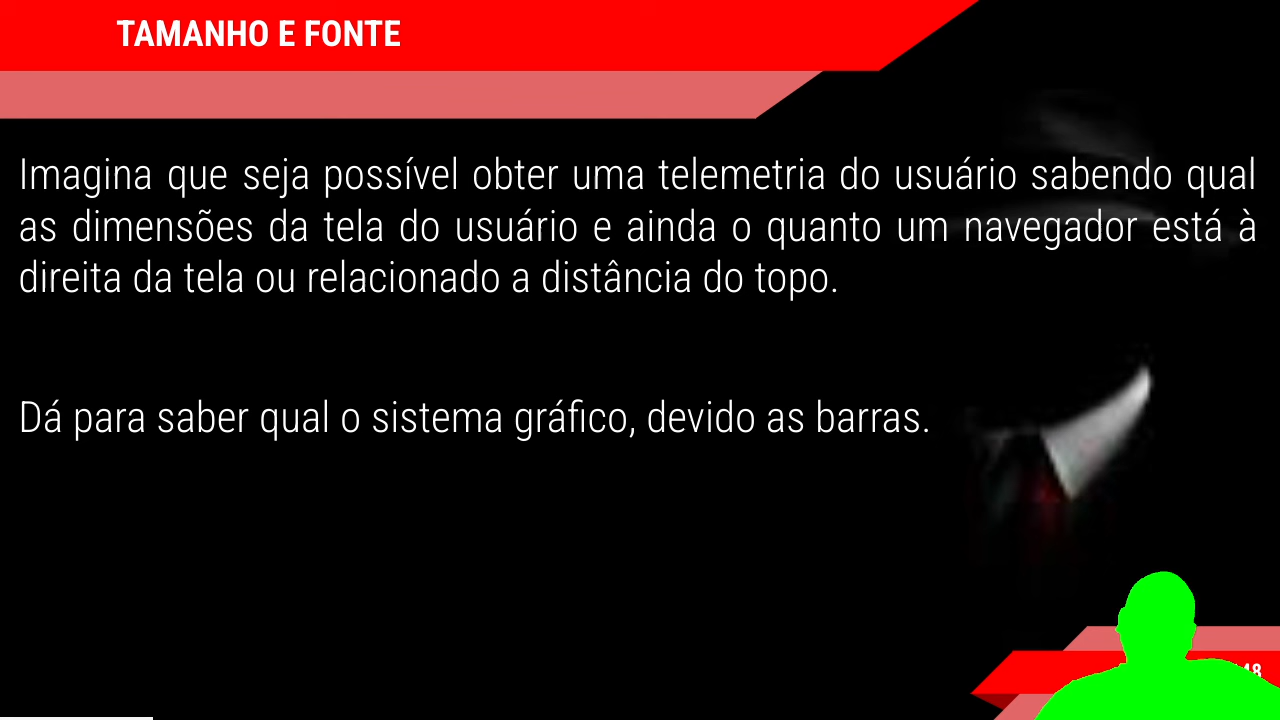 TAMANHO E FONTE
Imagina que seja possível obter uma telemetria do usuário sabendo qual
as dimensões da tela do usuário e ainda o quanto um navegador está à
direita da tela ou relacionado a distância do topo.
Dá para saber qual o sistema gráfico, devido as barras.